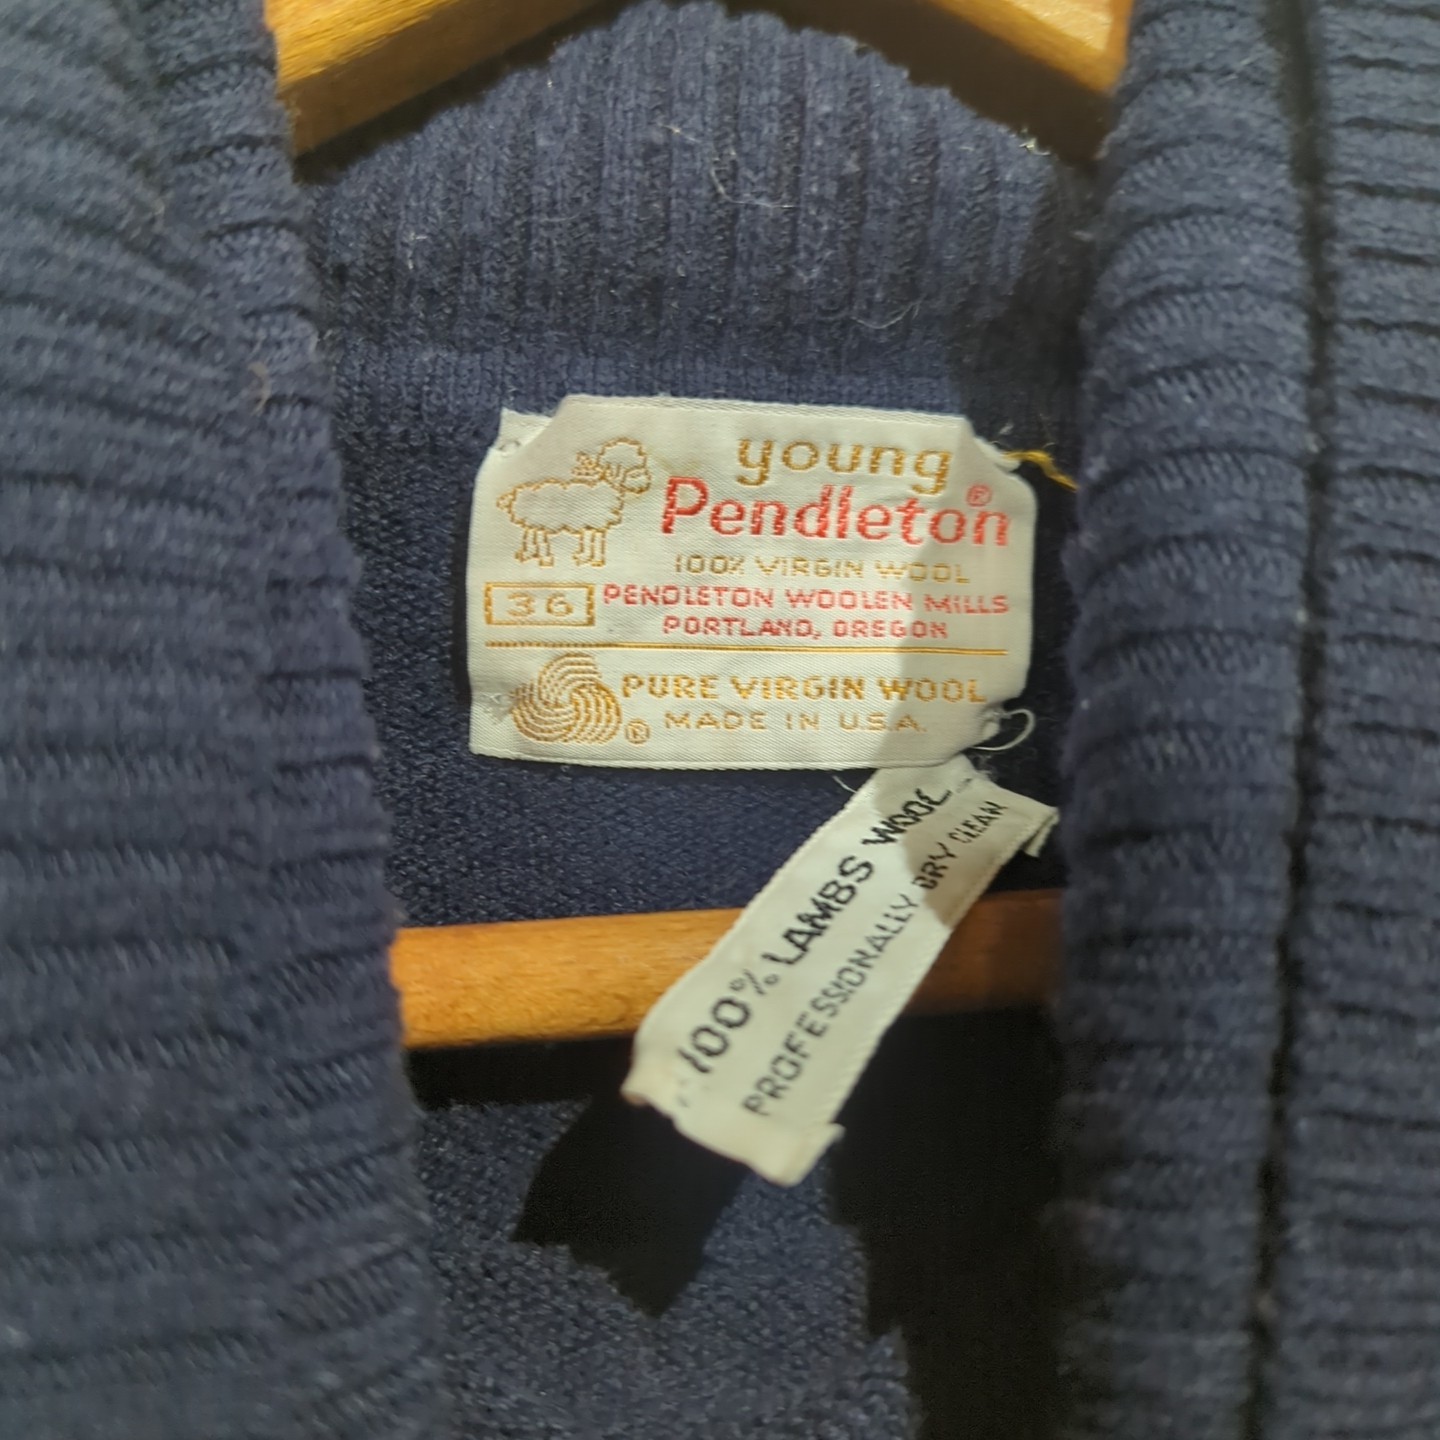 young
Pendleton®
100% VIRGIN WOOL
36
PENDLETON WOOLEN MILLS
PORTLAND, OREGON
PURE VIRGIN WOOL
® MADE IN U.S.A.
100% LAMBS WOOL
PROFESSIONALLY DRY CLEAN